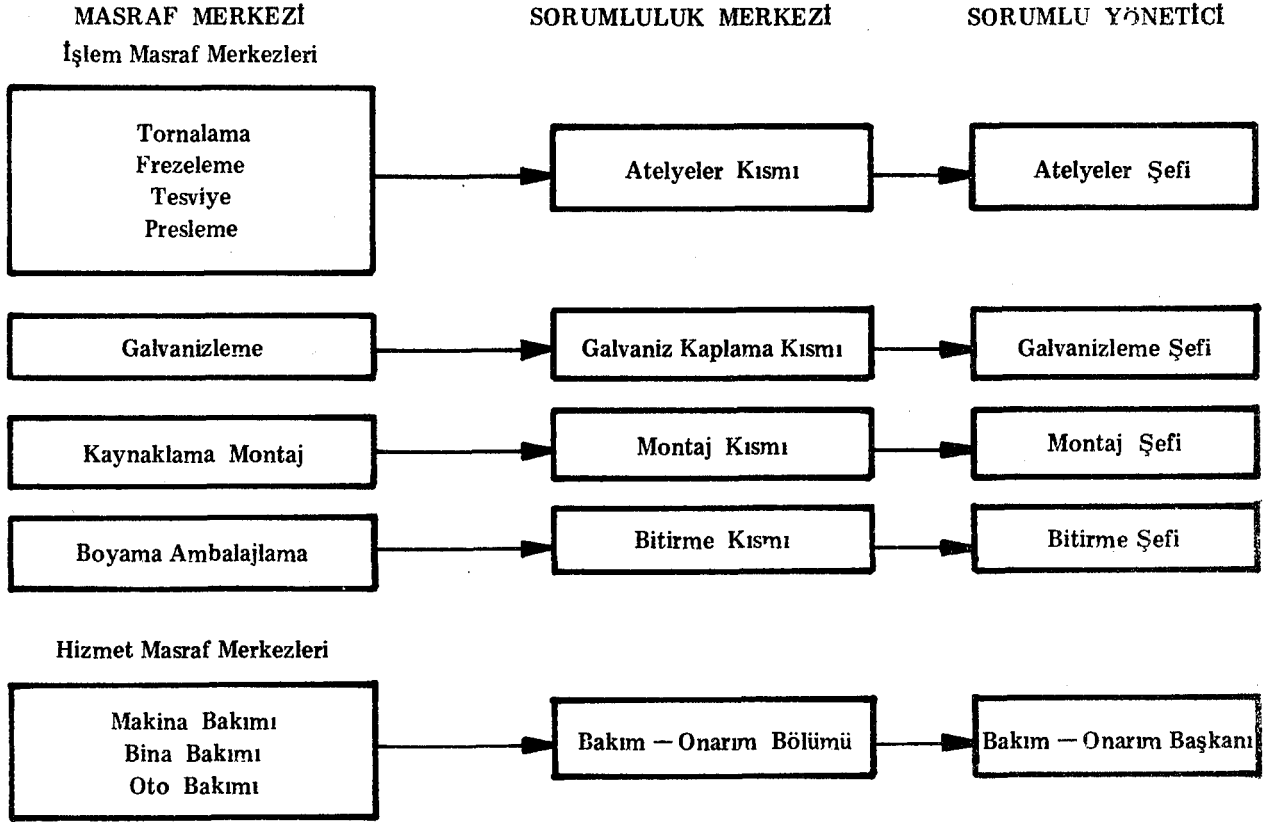 MASRAF MERKEZİ
SORUMLULUK MERKEZİ
SORUMLU YÖNETİCİ
İşlem Masraf Merkezleri
Tornalama
Frezeleme
Tesviye
Presleme
Atelyeler Kısmı
Atelyeler Şefi
Galvanizleme
Galvaniz Kaplama Kısmı
Galvanizleme Şefi
Kaynaklama Montaj
Montaj Kısmı
Montaj Şefi
Boyama Ambalajlama
Bitirme Kısmı
Bitirme Şefi
Hizmet Masraf Merkezleri
Makina Bakımı
Bina Bakımı
Oto Bakımı
Bakım — Onarım Bölümü
Bakım — Onarım Başkanı